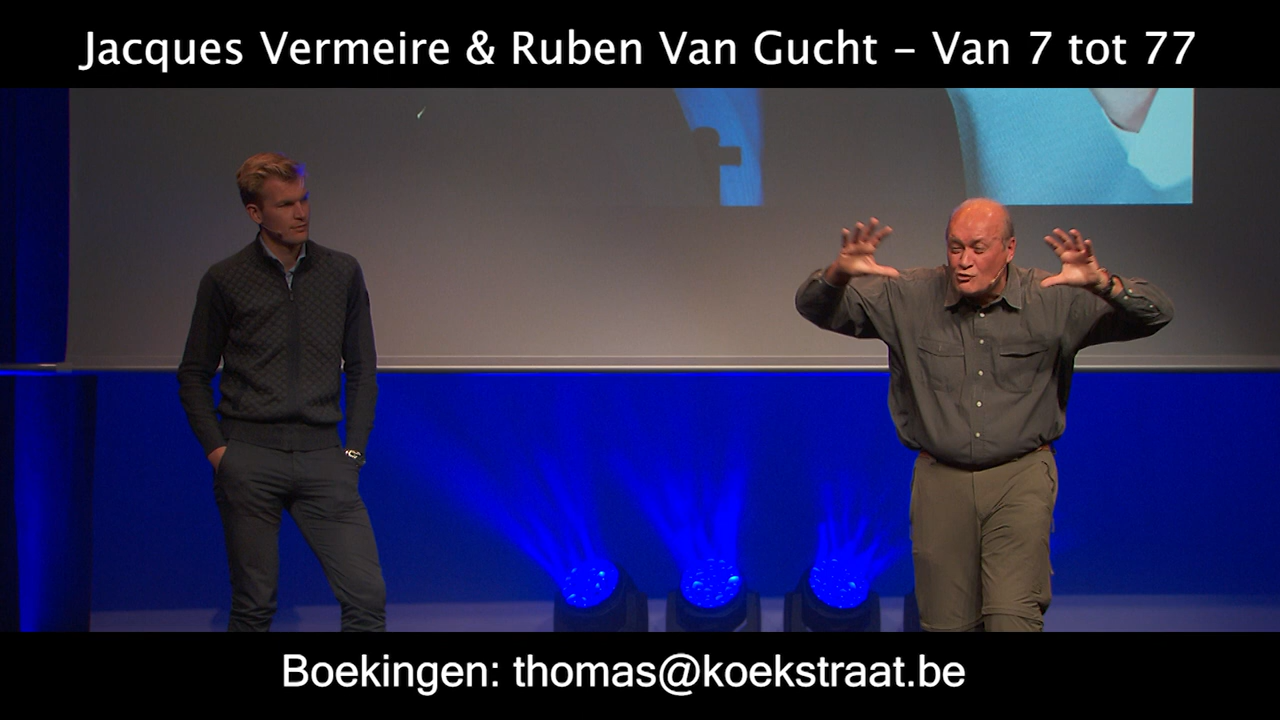 Jacques Vermeire & Ruben Van Gucht – Van 7 tot 77
Boekingen: thomas@koekstraat.be